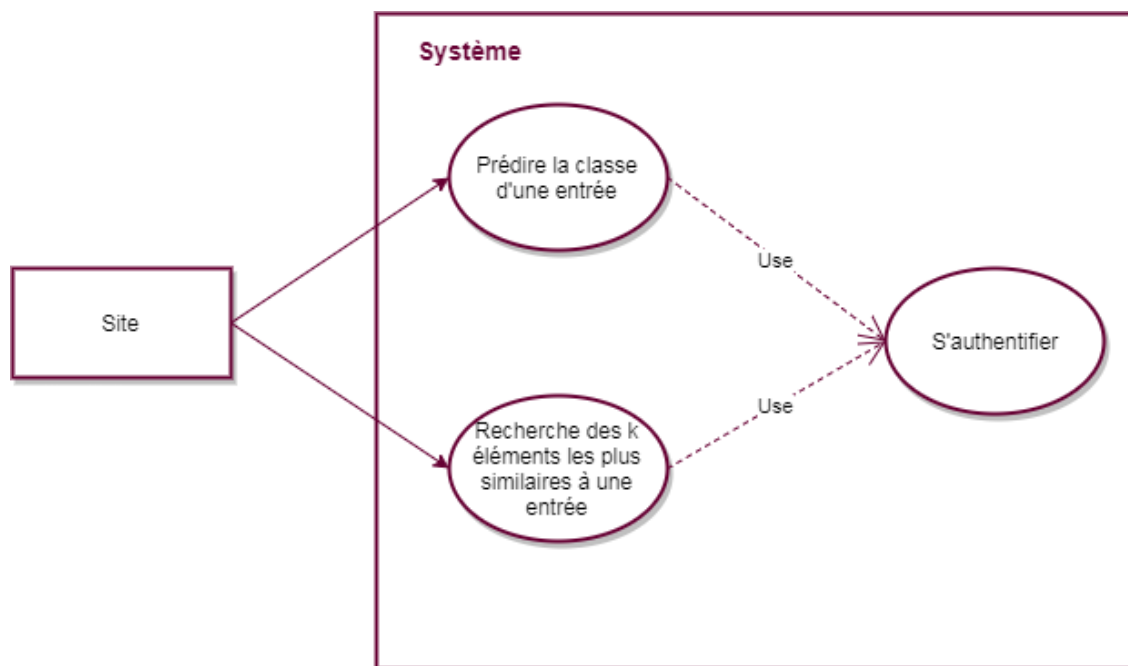 Système
Prédire la classe
d'une entrée
Use
Site
S'authentifier
Use
Recherche des k
éléments les plus
similaires à une
entrée